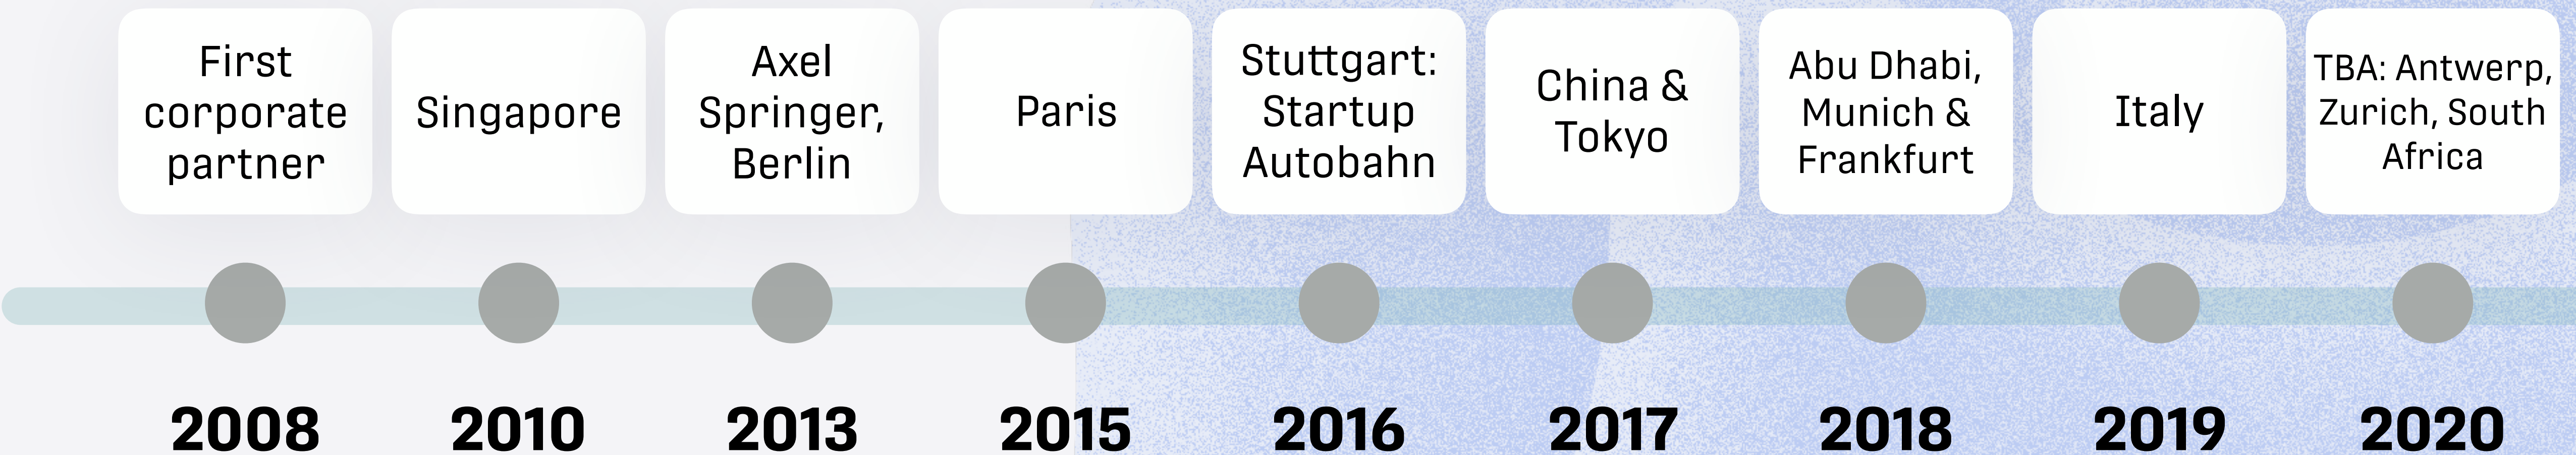 First
corporate
partner
Singapore
Axel
Springer,
Berlin
Paris
Stuttgart:
Startup
Autobahn
China &
Tokyo
Abu Dhabi,
Munich &
Frankfurt
Italy
TBA: Antwerp,
Zurich, South
Africa
2008
2010
2013
2015
2016
2017
2018
2019
2020